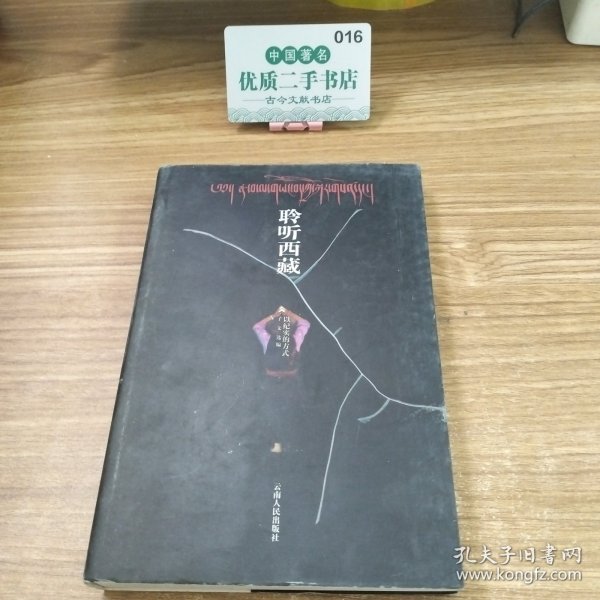 016
中国著名
优质二手书店
古今文献书店
聆听西藏
以纪实的方式
云南人民出版社
孔夫子旧书网
www.kongfz.com